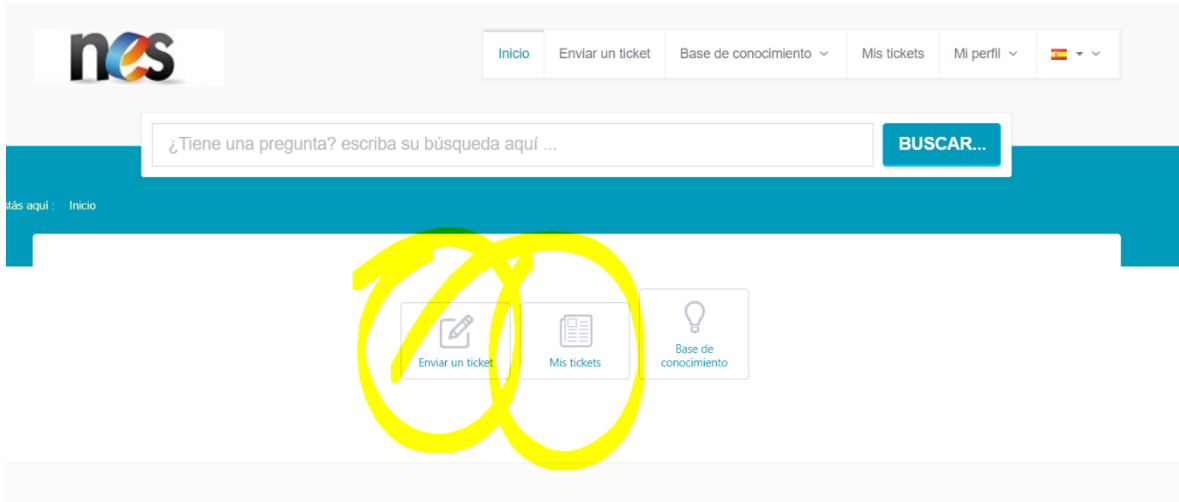 nes
Inicio Enviar un ticket Base de conocimiento Mis tickets Mi perfil
¿Tiene una pregunta? escriba su búsqueda aquí ...
BUSCAR...
stás aquí : Inicio
Enviar un ticket
Mis tickets
Base de
conocimiento